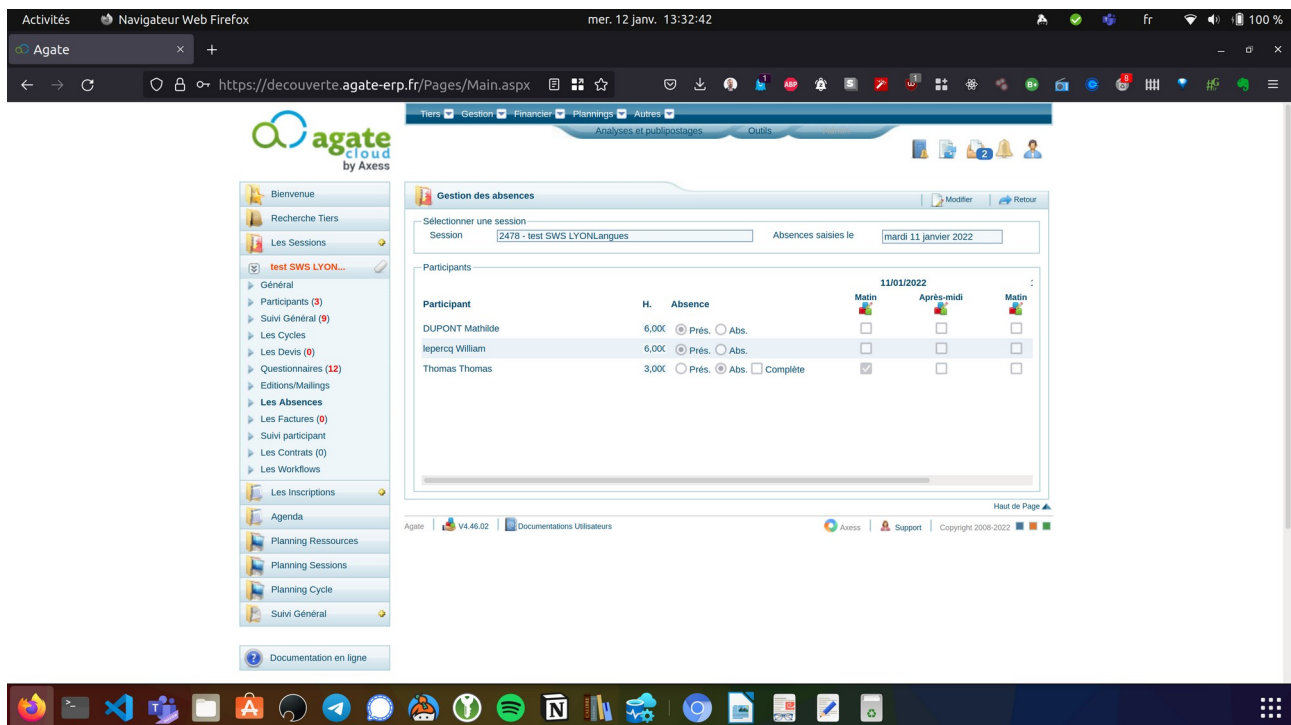 Activités Navigateur Web Firefox mer. 12 janv. 13:32:42 fr 100 %
Agate
https://decouverte.agate-erp.fr/Pages/Main.aspx
Tiers Gestion Financier Plannings Autres
Analyses et publipostages Outils
agate
cloud
by Axess
2
Bienvenue
Recherche Tiers
Les Sessions
test SWS LYON...
Général
Participants (3)
Suivi Général (9)
Les Cycles
Les Devis (0)
Questionnaires (12)
Editions/Mailings
Les Absences
Les Factures (0)
Suivi participant
Les Contrats (0)
Les Workflows
Les Inscriptions
Agenda
Planning Ressources
Planning Sessions
Planning Cycle
Suivi Général
Documentation en ligne
Gestion des absences Modifier Retour
Sélectionner une session
Session 2478 - test SWS LYONLangues Absences saisies le mardi 11 janvier 2022
Participants
11/01/2022
Participant H. Absence Matin Après-midi Matin
DUPONT Mathilde 6,00 Prés. Abs.
lepercq William 6,00 Prés. Abs.
Thomas Thomas 3,00 Prés. Abs. Complète
Haut de Page
Agate V4.46.02 Documentations Utilisateurs Axess Support Copyright 2008-2022